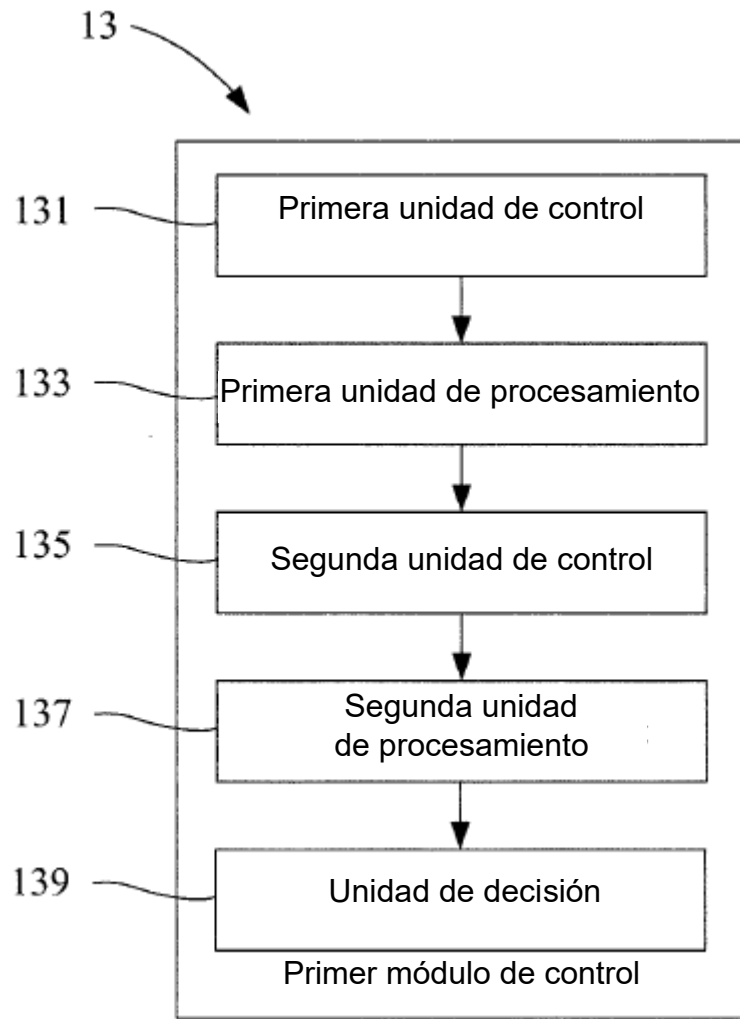 13
131
Primera unidad de control
133
Primera unidad de procesamiento
135
Segunda unidad de control
137
Segunda unidad
de procesamiento
139
Unidad de decisión
Primer módulo de control